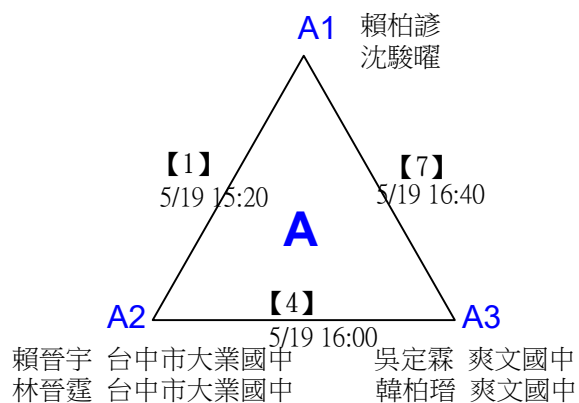 A1 賴柏諺
沈駿曜
【1】
5/19 15:20
【7】
5/19 16:40
A
【4】
5/19 16:00
A2
A3
賴晉宇 台中市大業國中
林晉霆 台中市大業國中
吳定霖 爽文國中
韓柏瑨 爽文國中